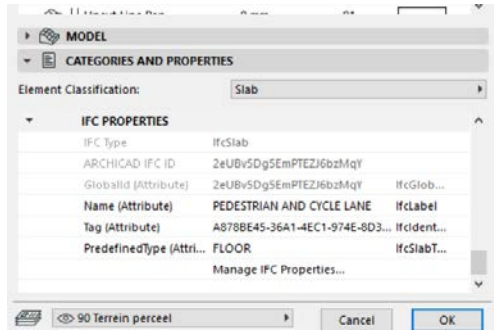 MODEL
CATEGORIES AND PROPERTIES
Element Classification: Slab
IFC PROPERTIES
IFC Type IfcSlab
ARCHICAD IFC ID 2eUBvSDg5EmPTEZJ6bzMqY
GlobalId (Attribute) 2eUBvSDg5EmPTEZJ6bzMqY IfcGlob...
Name (Attribute) PEDESTRIAN AND CYCLE LANE IfcLabel
Tag (Attribute) A878BE45-36A1-4EC1-974E-8D3... IfcIdent...
PredefinedType (Attri... FLOOR IfcSlabT...
Manage IFC Properties...
90 Terrein perceel Cancel OK